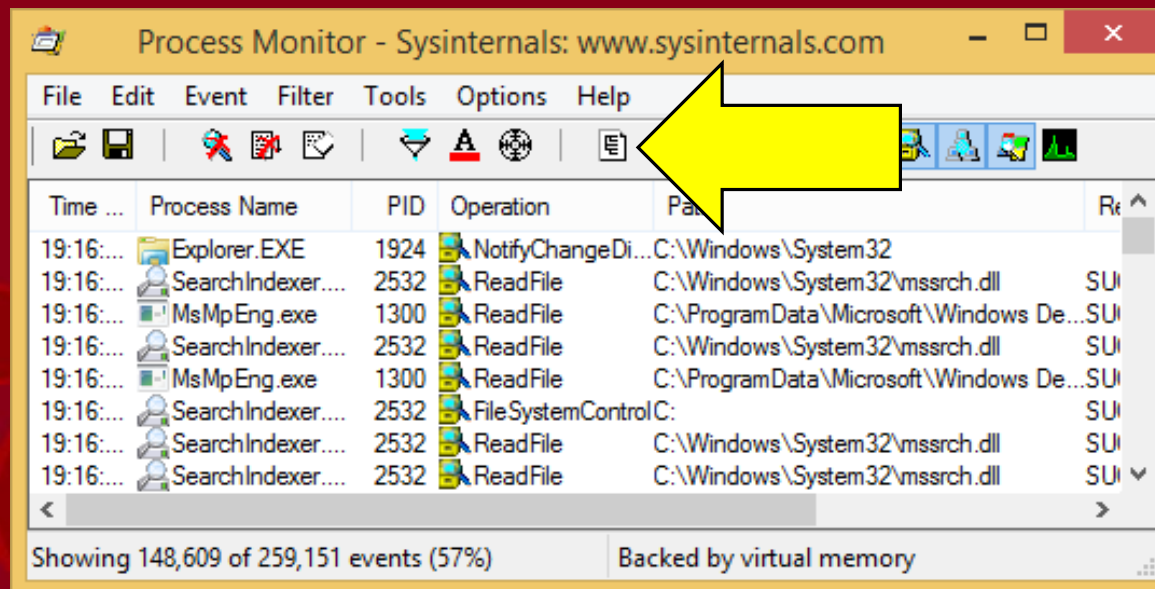 Process Monitor - Sysinternals: www.sysinternals.com
File Edit Event Filter Tools Options Help
Time ... Process Name PID Operation
19:16:... Explorer.EXE 1924 NotifyChangeDi... C:\Windows\System32
19:16:... SearchIndexer.... 2532 ReadFile C:\Windows\System32\mssrch.dll
19:16:... MsMpEng.exe 1300 ReadFile C:\ProgramData\Microsoft\Windows De...
19:16:... SearchIndexer.... 2532 ReadFile C:\Windows\System32\mssrch.dll
19:16:... MsMpEng.exe 1300 ReadFile C:\ProgramData\Microsoft\Windows De...
19:16:... SearchIndexer.... 2532 FileSystemControl C:
19:16:... SearchIndexer.... 2532 ReadFile C:\Windows\System32\mssrch.dll
19:16:... SearchIndexer.... 2532 ReadFile C:\Windows\System32\mssrch.dll
Showing 148,609 of 259,151 events (57%) Backed by virtual memory